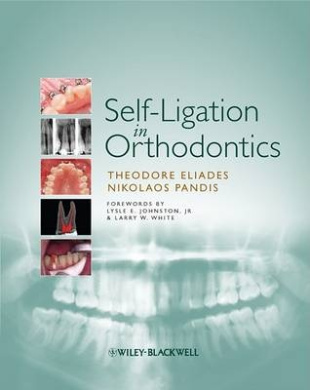 Self-Ligation
in
Orthodontics
THEODORE ELIADES
NIKOLAOS PANDIS
FOREWORDS BY
LYSLE E. JOHNSTON, JR.
& LARRY W. WHITE
WILEY-BLACKWELL